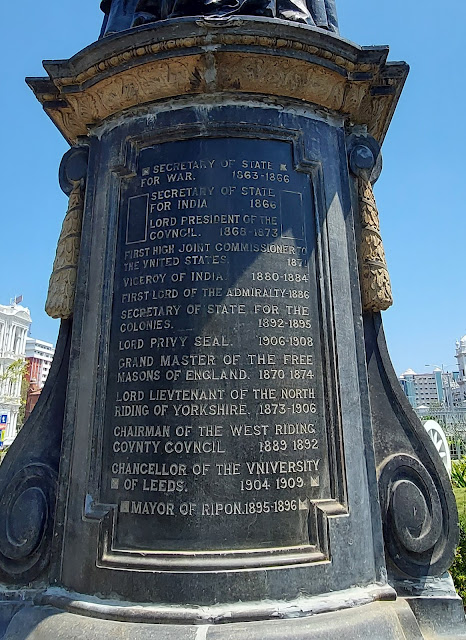 SECRETARY OF STATE
FOR WAR. 1863-1866
SECRETARY OF STATE
FOR INDIA 1866
LORD PRESIDENT OF THE
COVNCIL. 1868-1873
FIRST HIGH JOINT COMMISSIONER TO
THE VNITED STATES. 1871
VICEROY OF INDIA. 1880-1884
FIRST LORD OF THE ADMIRALTY-1886
SECRETARY OF STATE FOR THE
COLONIES. 1892-1895
LORD PRIVY SEAL. 1906-1908
GRAND MASTER OF THE FREE
MASONS OF ENGLAND. 1870-1874
LORD LIEVTENANT OF THE NORTH
RIDING OF YORKSHIRE. 1873-1906
CHAIRMAN OF THE WEST RIDING
COVNTY COVNCIL 1889 1892
CHANCELLOR OF THE VNIVERSITY
OF LEEDS. 1904 1909
MAYOR OF RIPON.1895-1896